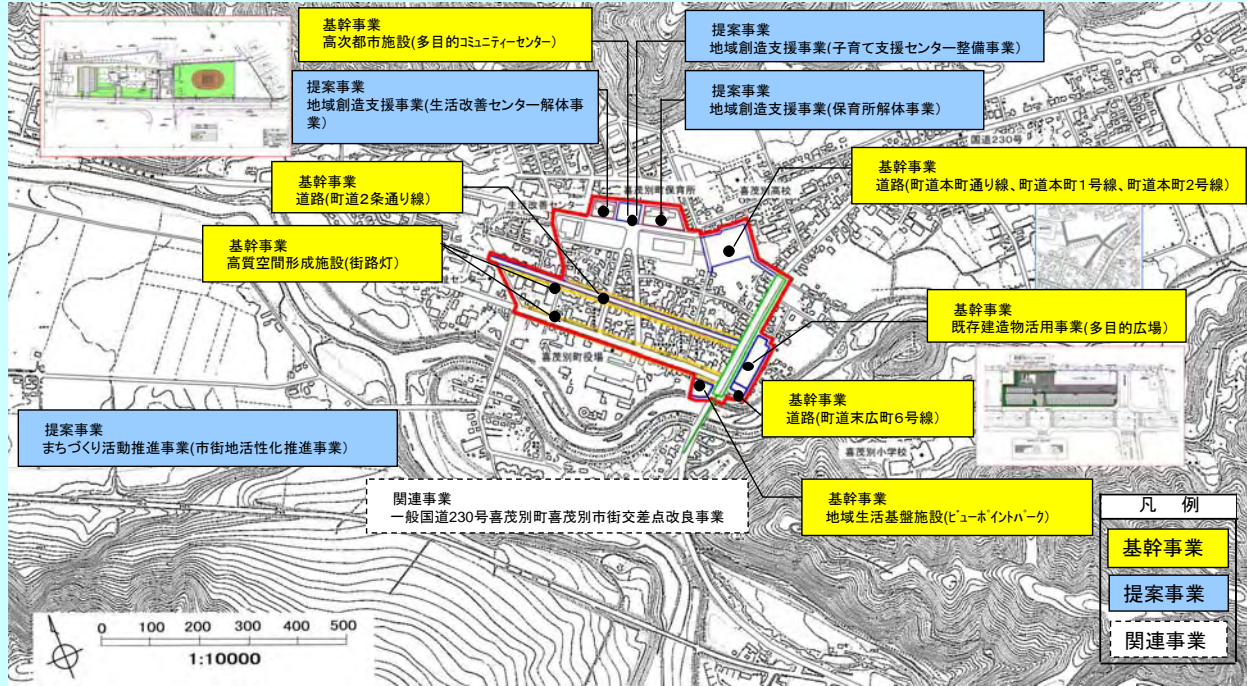 基幹事業
高次都市施設(多目的コミュニティーセンター)
提案事業
地域創造支援事業(子育て支援センター整備事業)
提案事業
地域創造支援事業(生活改善センター解体事
業)
提案事業
地域創造支援事業(保育所解体事業)
国道230号
基幹事業
道路(町道本町通り線、町道本町1号線、町道本町2号線)
基幹事業
道路(町道2条通り線)
喜茂別町保育所
喜茂別高校
生活改善センター
基幹事業
高質空間形成施設(街路灯)
基幹事業
既存建造物活用事業(多目的広場)
喜茂別町役場
基幹事業
道路(町道末広町6号線)
提案事業
まちづくり活動推進事業(市街地活性化推進事業)
喜茂別小学校
関連事業
一般国道230号喜茂別町喜茂別市街交差点改良事業
基幹事業
地域生活基盤施設(ビューポイントパーク)
凡 例
基幹事業
提案事業
関連事業
0 100 200 300 400 500
1:10000